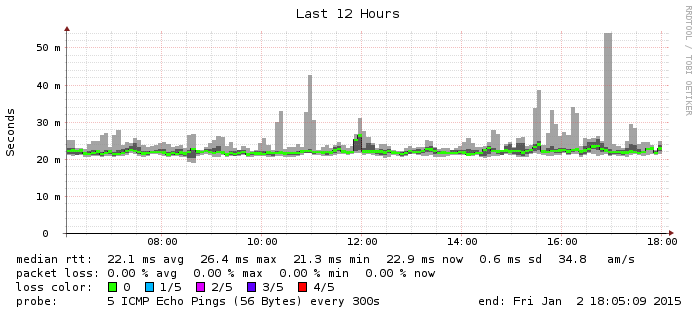 Last 12 Hours
RRDTOOL / TOBI OETIKER
Seconds
50 m
40 m
30 m
20 m
10 m
0
08:00 10:00 12:00 14:00 16:00 18:00
median rtt: 22.1 ms avg 26.4 ms max 21.3 ms min 22.9 ms now 0.6 ms sd 34.8 am/s
packet loss: 0.00 % avg 0.00 % max 0.00 % min 0.00 % now
loss color: 0 1/5 2/5 3/5 4/5
probe: 5 ICMP Echo Pings (56 Bytes) every 300s end: Fri Jan 2 18:05:09 2015